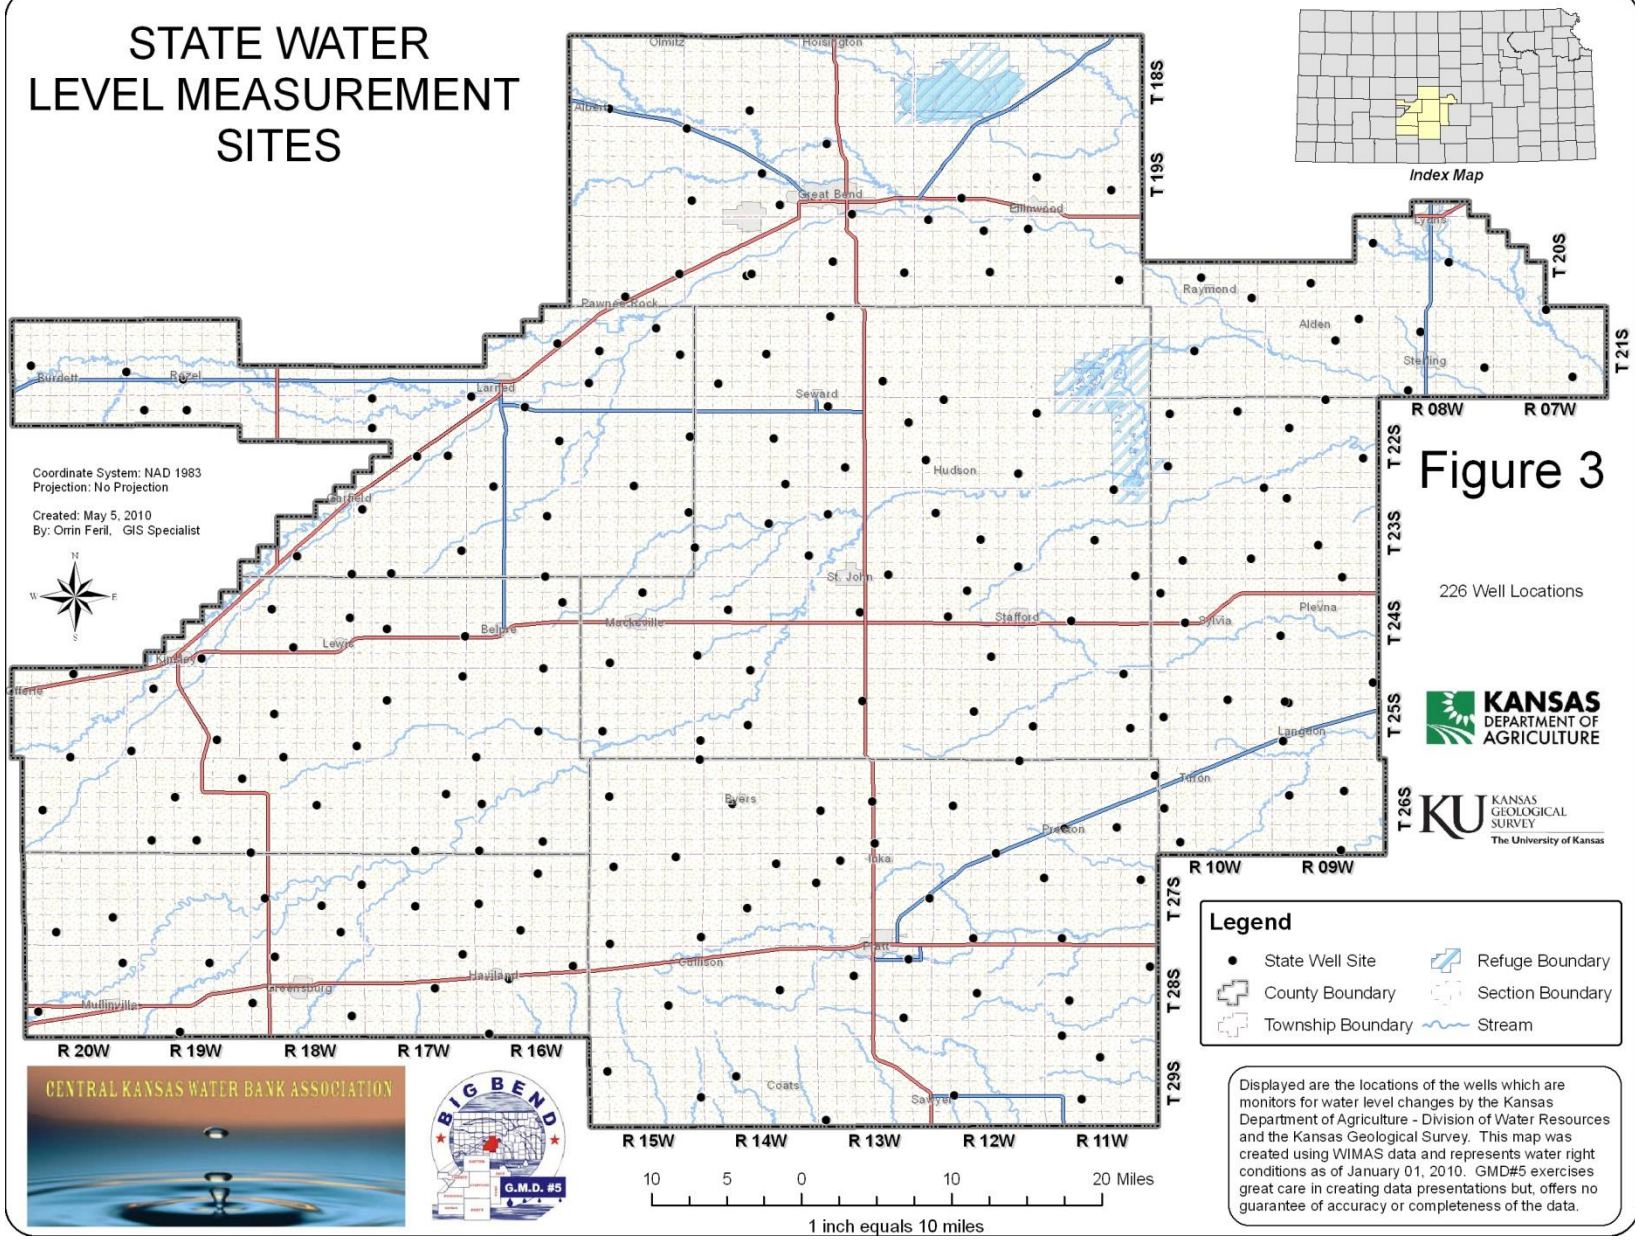 STATE WATER
LEVEL MEASUREMENT
SITES
Index Map
Olmitz
Hoisington
T 18S
Albert
T 19S
Great Bend
Ellinwood
Lyons
T 20S
Raymond
Pawnee Rock
Alden
T 21S
Sterling
Burdett
Rozel
Larned
Seward
R 08W
R 07W
T 22S
Coordinate System: NAD 1983
Projection: No Projection
Figure 3
Hudson
Garfield
Created: May 5, 2010
By: Orrin Feril, GIS Specialist
T 23S
N
W
E
S
St. John
226 Well Locations
T 24S
Macksville
Stafford
Sylvia
Plevna
Belpre
Lewis
Kinsley
Offerle
KANSAS
DEPARTMENT OF
AGRICULTURE
T 25S
Langdon
Turon
Byers
T 26S
KU
KANSAS
GEOLOGICAL
SURVEY
The University of Kansas
Preston
Iuka
R 10W
R 09W
T 27S
Legend
State Well Site
Refuge Boundary
County Boundary
Section Boundary
Township Boundary
Stream
Pratt
Cullison
Haviland
Greensburg
Mullinville
T 28S
R 20W
R 19W
R 18W
R 17W
R 16W
CENTRAL KANSAS WATER BANK ASSOCIATION
BIG BEND
G.M.D. #5
Coats
Sawyer
T 29S
R 15W
R 14W
R 13W
R 12W
R 11W
10
5
0
10
20 Miles
1 inch equals 10 miles
Displayed are the locations of the wells which are
monitors for water level changes by the Kansas
Department of Agriculture - Division of Water Resources
and the Kansas Geological Survey. This map was
created using WIMAS data and represents water right
conditions as of January 01, 2010. GMD#5 exercises
great care in creating data presentations but, offers no
guarantee of accuracy or completeness of the data.